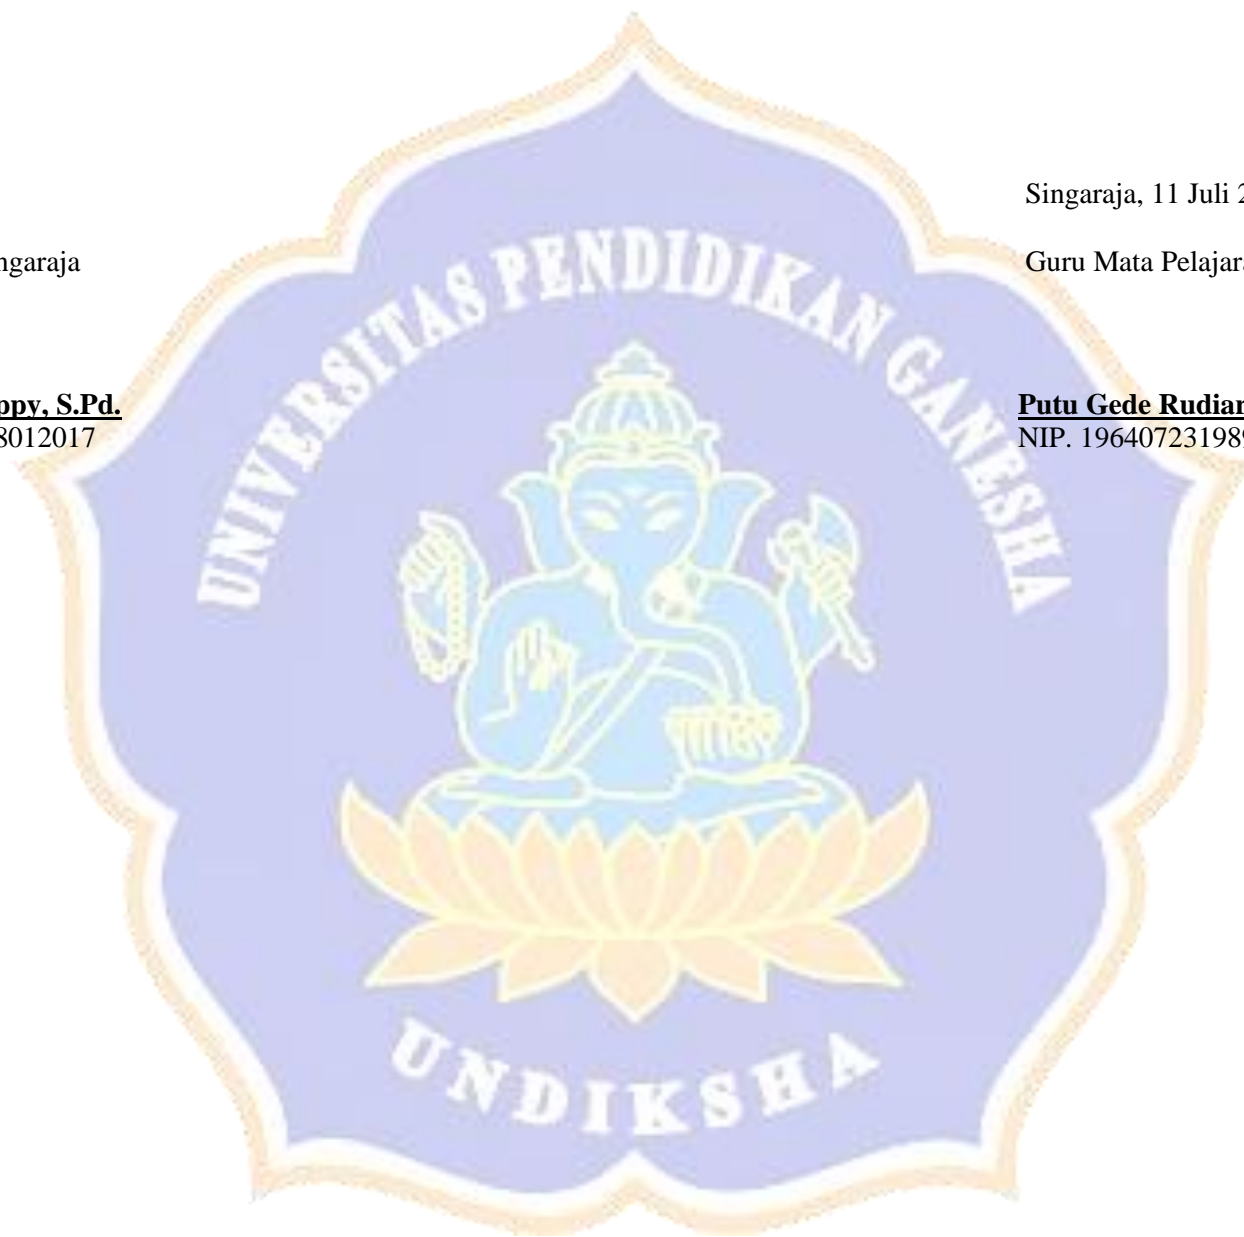 Singaraja, 11 Juli 2
ngaraja
Guru Mata Pelajar
ppy, S.Pd.
8012017
Putu Gede Rudiar
NIP. 196407231989
UNIVERSITAS PENDIDIKAN GANESHA
UNDIKSHA